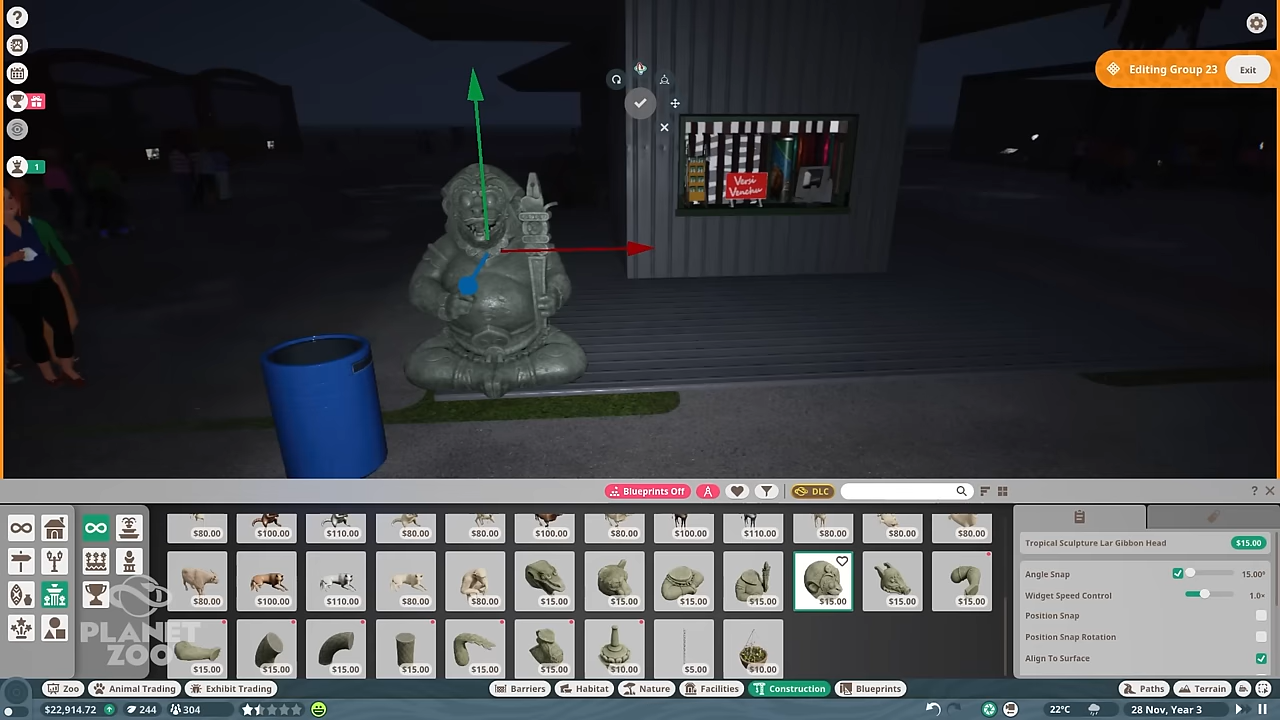 ?
Editing Group 23
Exit
1
Versi
Venchu
Blueprints Off
DLC
? ×
$80.00 $100.00 $110.00 $80.00 $80.00 $100.00 $80.00 $100.00 $110.00 $80.00 $80.00 $80.00
$80.00 $100.00 $110.00 $80.00 $80.00 $15.00 $15.00 $15.00 $15.00 $15.00 $15.00 $15.00
$15.00 $15.00 $15.00 $15.00 $15.00 $15.00 $10.00 $5.00 $10.00
PLANET
ZOO
Tropical Sculpture Lar Gibbon Head $15.00
Angle Snap 15.00°
Widget Speed Control 1.0×
Position Snap
Position Snap Rotation
Align To Surface
Zoo Animal Trading Exhibit Trading Barriers Habitat Nature Facilities Construction Blueprints Paths Terrain
$22,914.72 244 304 22°C 28 Nov, Year 3